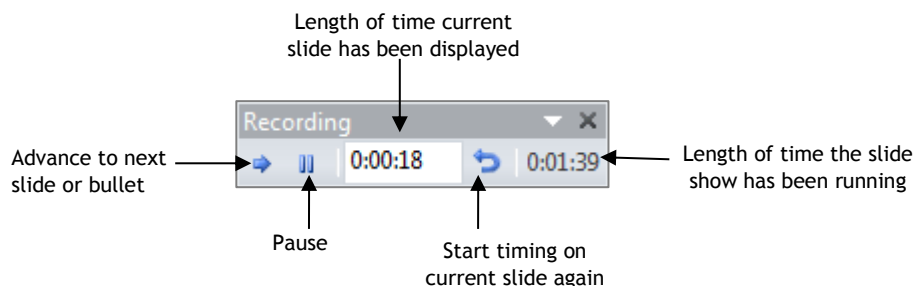 Length of time current
slide has been displayed
Recording
Advance to next
slide or bullet
0:00:18
0:01:39
Length of time the slide
show has been running
Pause
Start timing on
current slide again